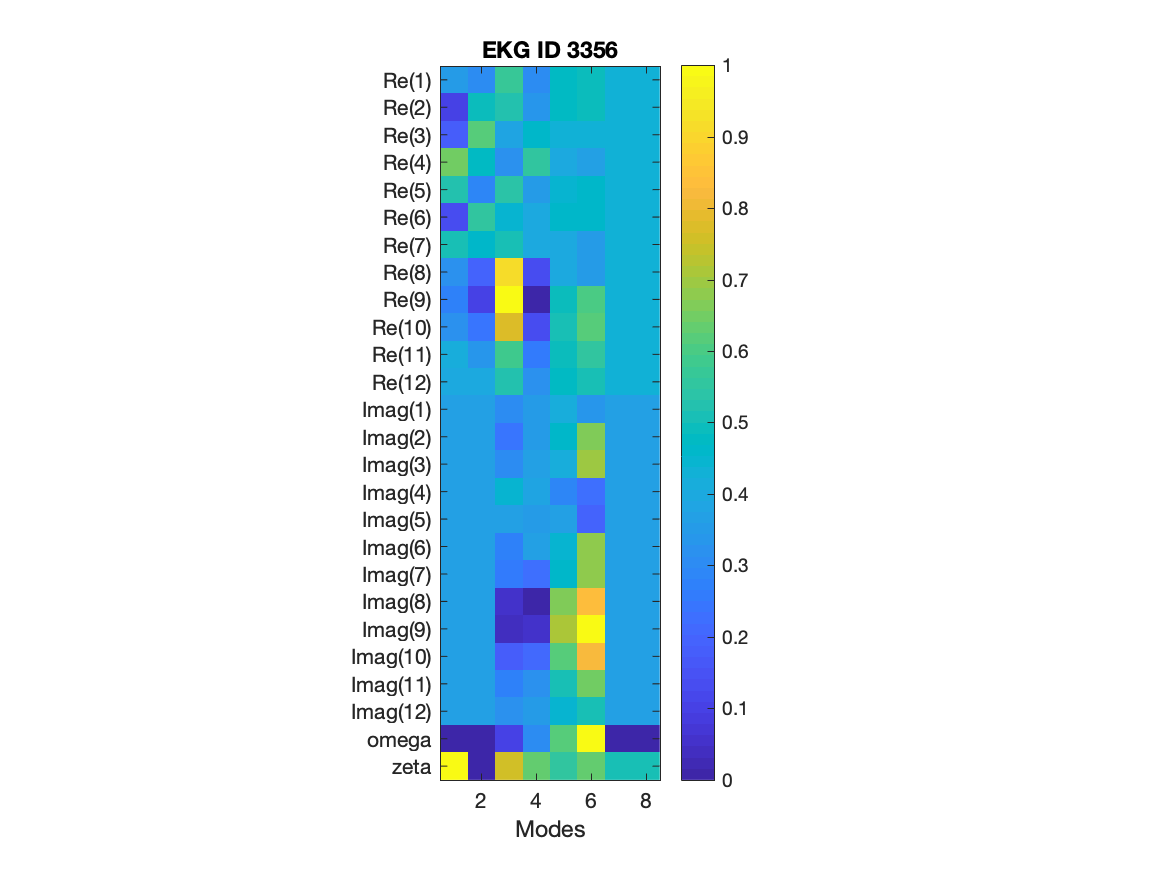 EKG ID 3356
Re(1)
Re(2)
Re(3)
Re(4)
Re(5)
Re(6)
Re(7)
Re(8)
Re(9)
Re(10)
Re(11)
Re(12)
Imag(1)
Imag(2)
Imag(3)
Imag(4)
Imag(5)
Imag(6)
Imag(7)
Imag(8)
Imag(9)
Imag(10)
Imag(11)
Imag(12)
omega
zeta
2 4 6 8
Modes
1
0.9
0.8
0.7
0.6
0.5
0.4
0.3
0.2
0.1
0